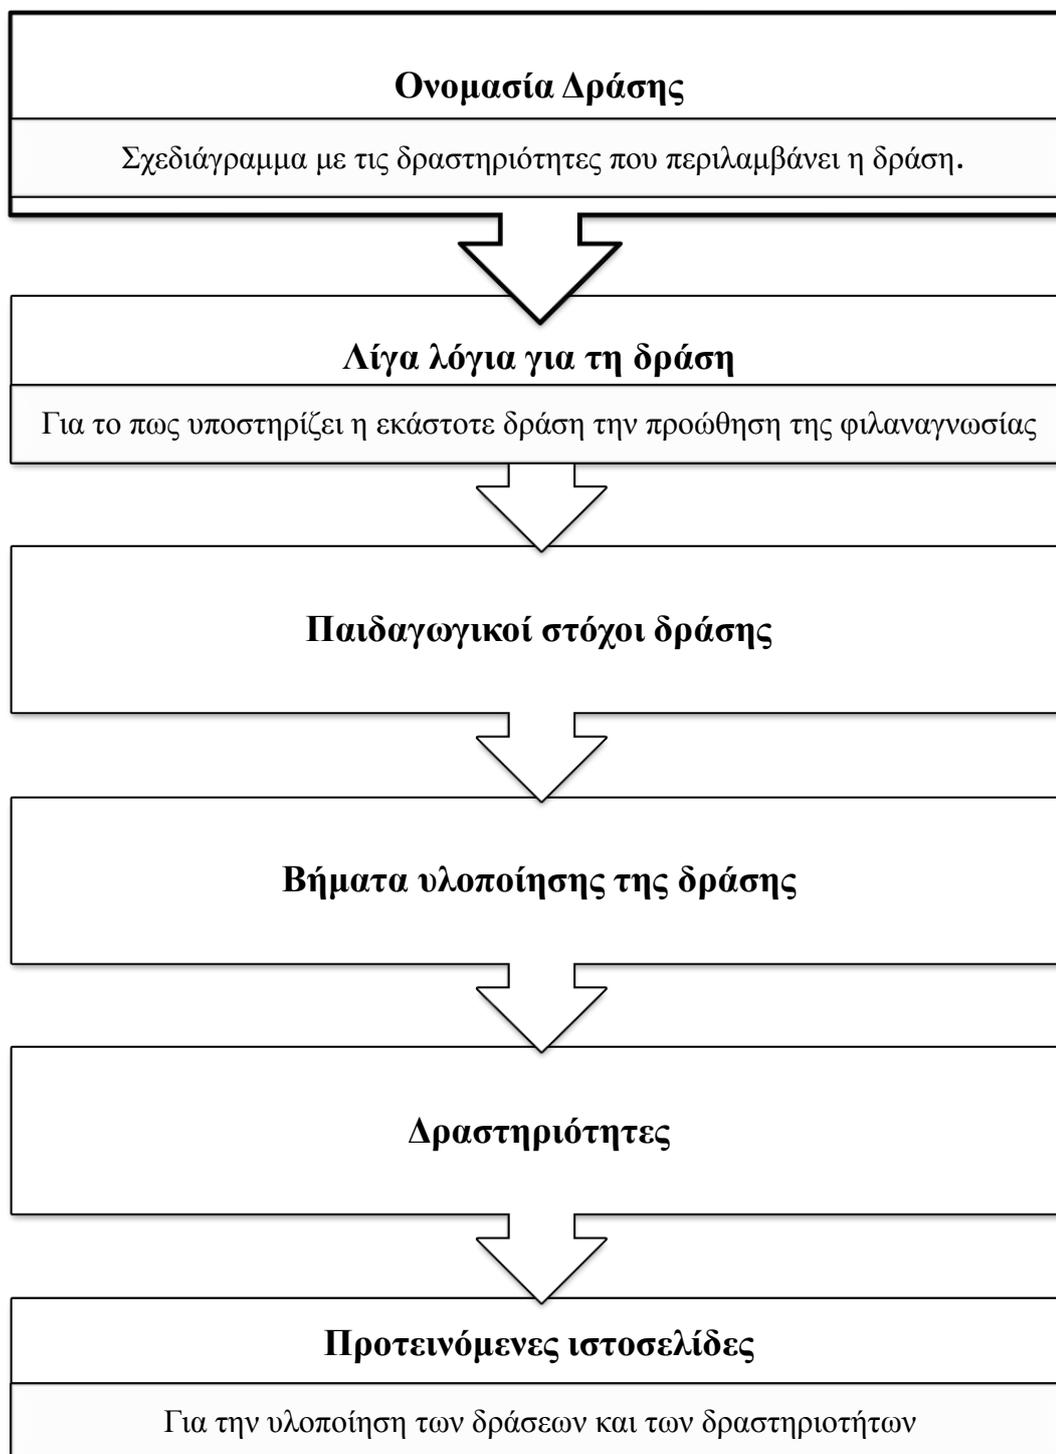 Ονομασία Δράσης
Σχεδιάγραμμα με τις δραστηριότητες που περιλαμβάνει η δράση.
Λίγα λόγια για τη δράση
Για το πως υποστηρίζει η εκάστοτε δράση την προώθηση της φιλαναγνωσίας
Παιδαγωγικοί στόχοι δράσης
Βήματα υλοποίησης της δράσης
Δραστηριότητες
Προτεινόμενες ιστοσελίδες
Για την υλοποίηση των δράσεων και των δραστηριοτήτων